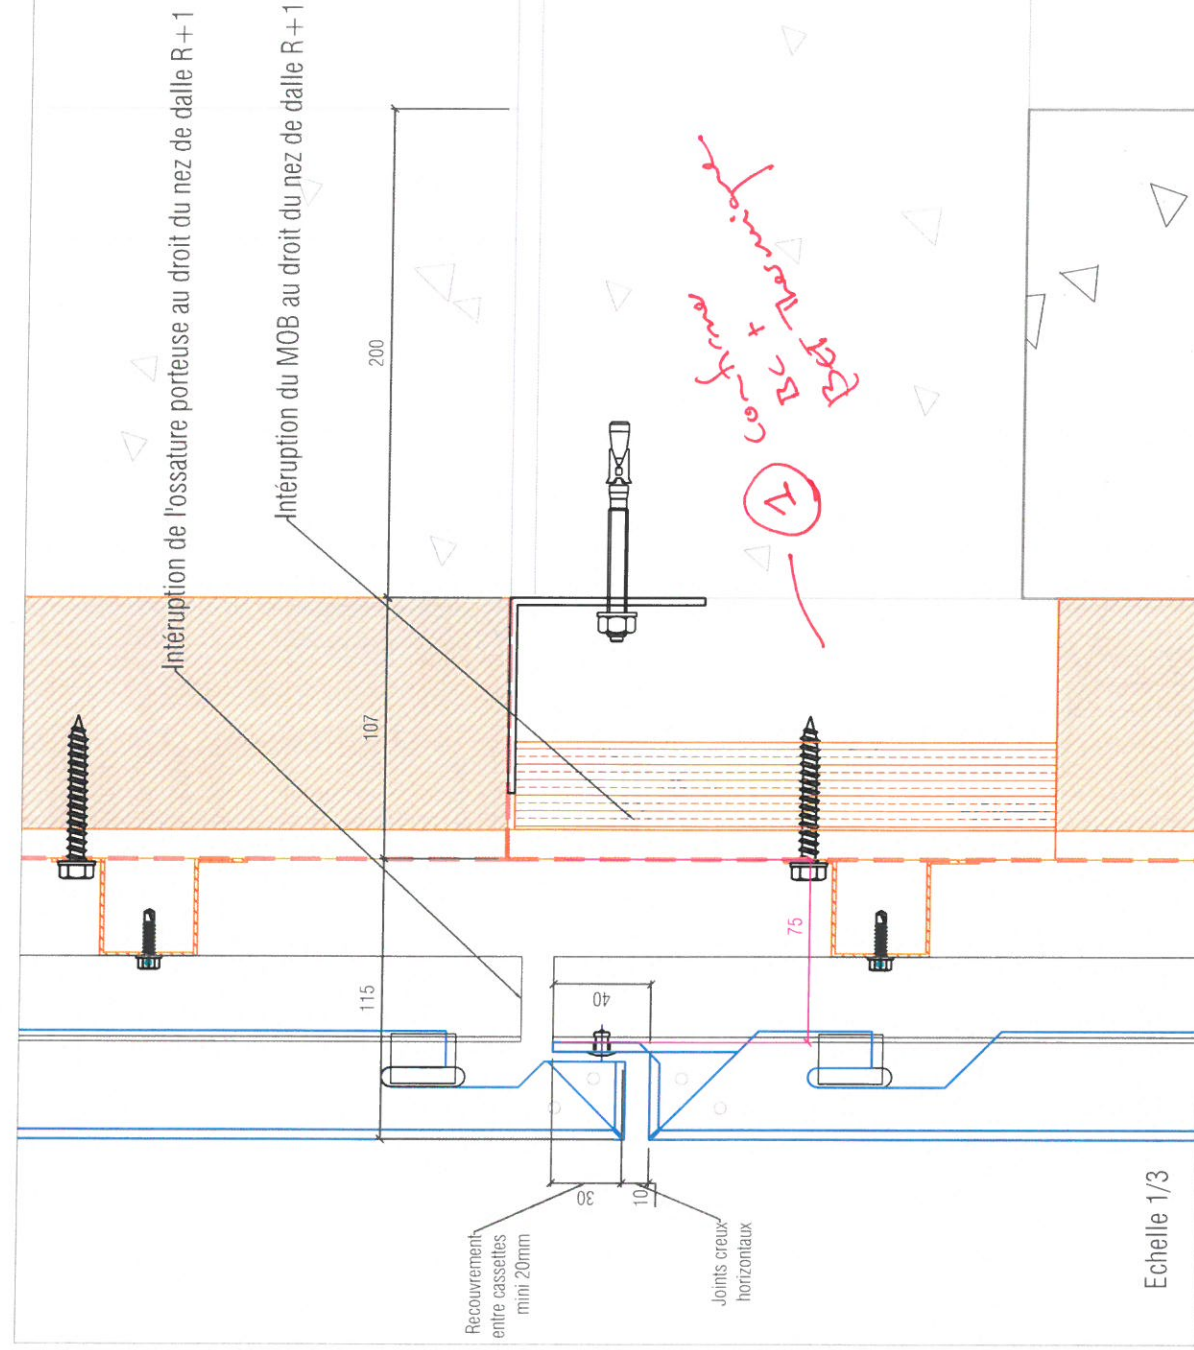 Intéruption de l'ossature porteuse au droit du nez de dalle R+1
Intéruption du MOB au droit du nez de dalle R+1
200
107
115
75
40
30
10
Recouvrement
entre cassettes
mini 20mm
Joints creux
horizontaux
1
BC +
BET Thermique
Echelle 1/3